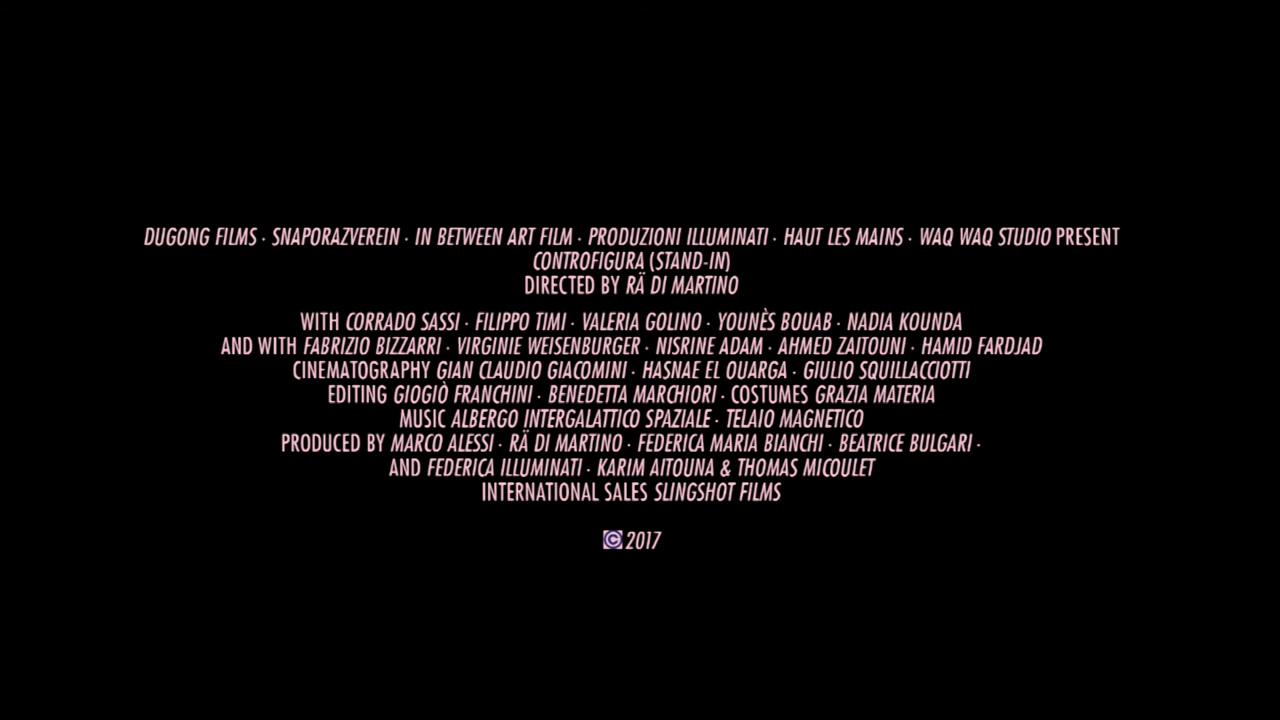 DUGONG FILMS · SNAPORAZVEREIN · IN BETWEEN ART FILM · PRODUZIONI ILLUMINATI · HAUT LES MAINS · WAQ WAQ STUDIO PRESENT
CONTROFIGURA (STAND-IN)
DIRECTED BY RÄ DI MARTINO
WITH CORRADO SASSI · FILIPPO TIMI · VALERIA GOLINO · YOUNÈS BOUAB · NADIA KOUNDA
AND WITH FABRIZIO BIZZARRI · VIRGINIE WEISENBURGER · NISRINE ADAM · AHMED ZAITOUNI · HAMID FARDJAD
CINEMATOGRAPHY GIAN CLAUDIO GIACOMINI · HASNAE EL OUARGA · GIULIO SQUILLACCIOTTI
EDITING GIOGIÒ FRANCHINI · BENEDETTA MARCHIORI · COSTUMES GRAZIA MATERIA
MUSIC ALBERGO INTERGALATTICO SPAZIALE · TELAIO MAGNETICO
PRODUCED BY MARCO ALESSI · RÄ DI MARTINO · FEDERICA MARIA BIANCHI · BEATRICE BULGARI ·
AND FEDERICA ILLUMINATI · KARIM AITOUNA & THOMAS MICOULET
INTERNATIONAL SALES SLINGSHOT FILMS
© 2017